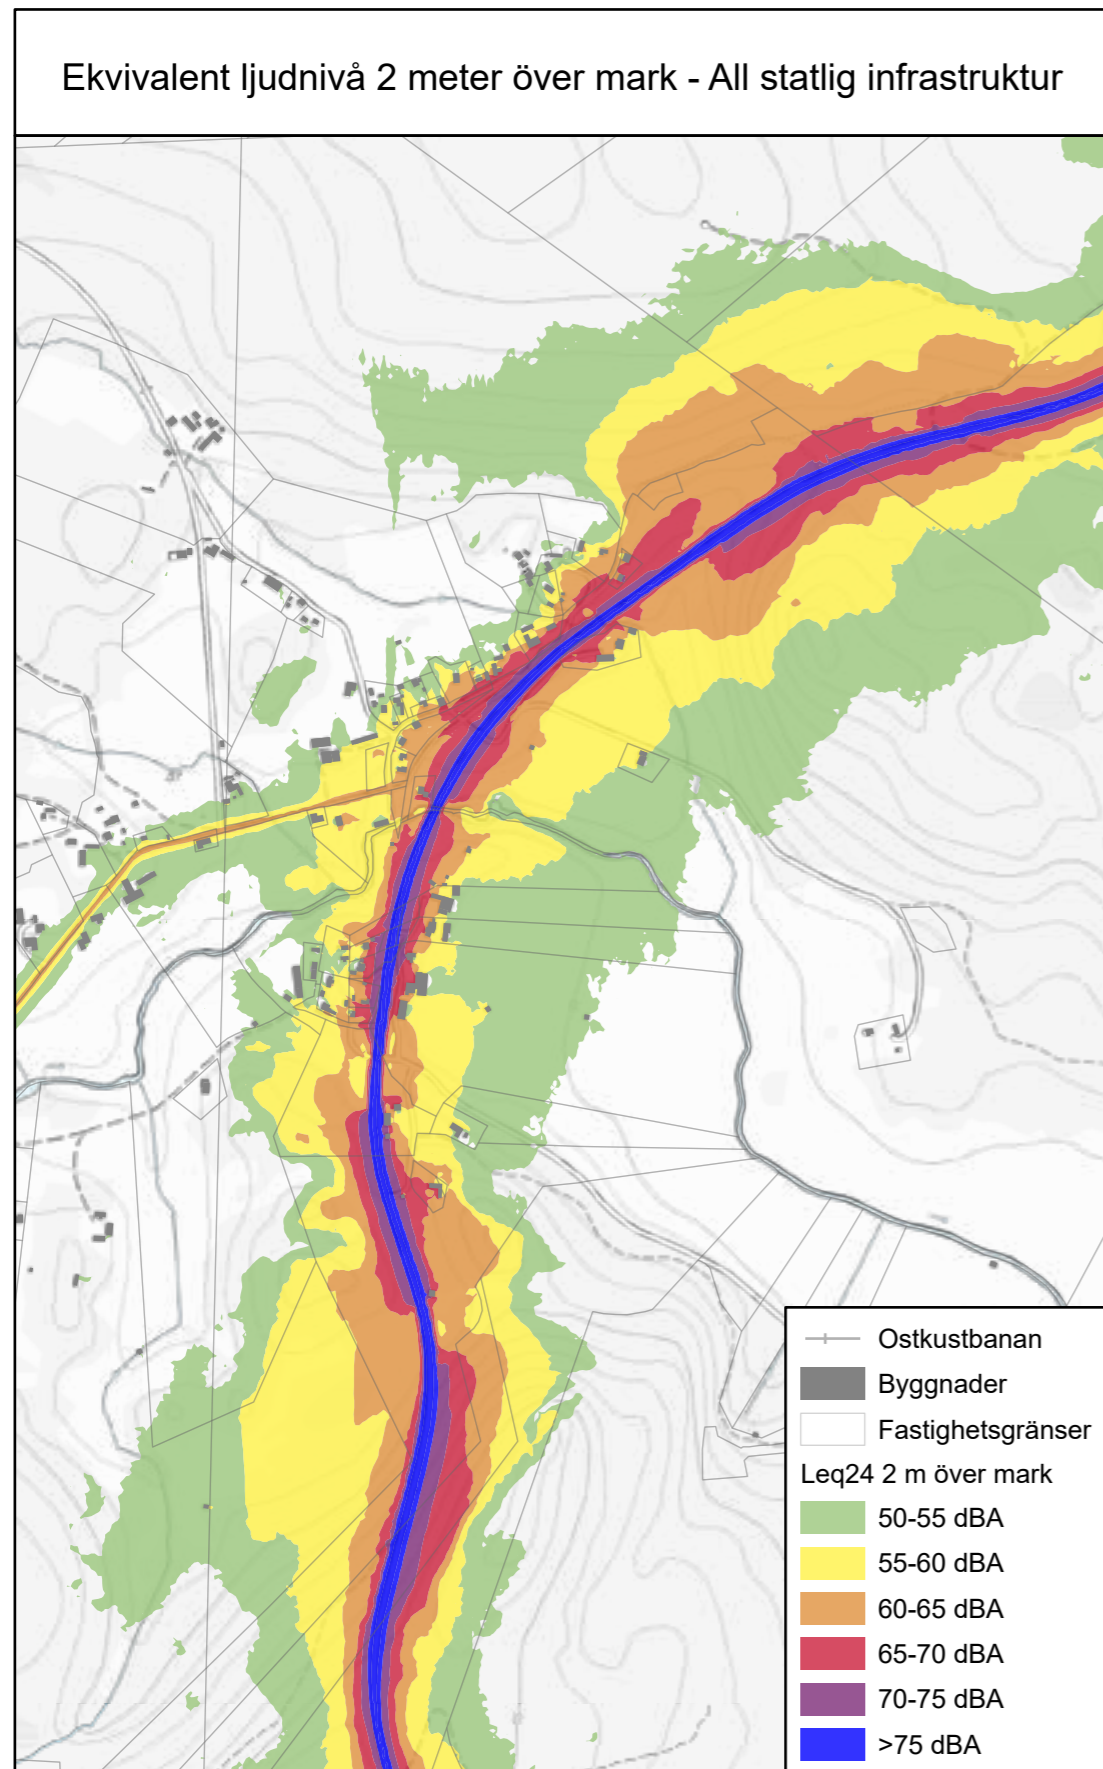 Ekvivalent ljudnivå 2 meter över mark - All statlig infrastruktur
Ostkustbanan
Byggnader
Fastighetsgränser
Leq24 2 m över mark
50-55 dBA
55-60 dBA
60-65 dBA
65-70 dBA
70-75 dBA
>75 dBA